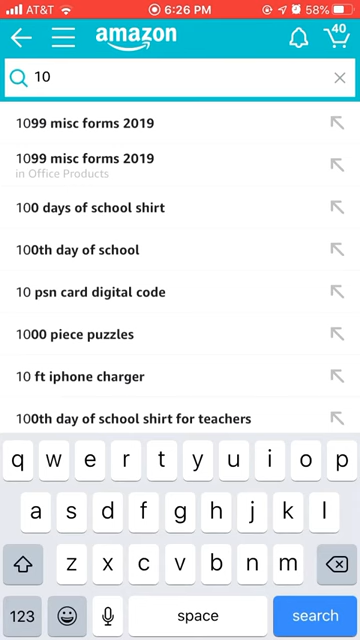 AT&T 6:26 PM 58%
amazon 40
10
1099 misc forms 2019
1099 misc forms 2019
in Office Products
100 days of school shirt
100th day of school
10 psn card digital code
1000 piece puzzles
10 ft iphone charger
100th day of school shirt for teachers
q w e r t y u i o p
a s d f g h j k l
z x c v b n m
123 space search